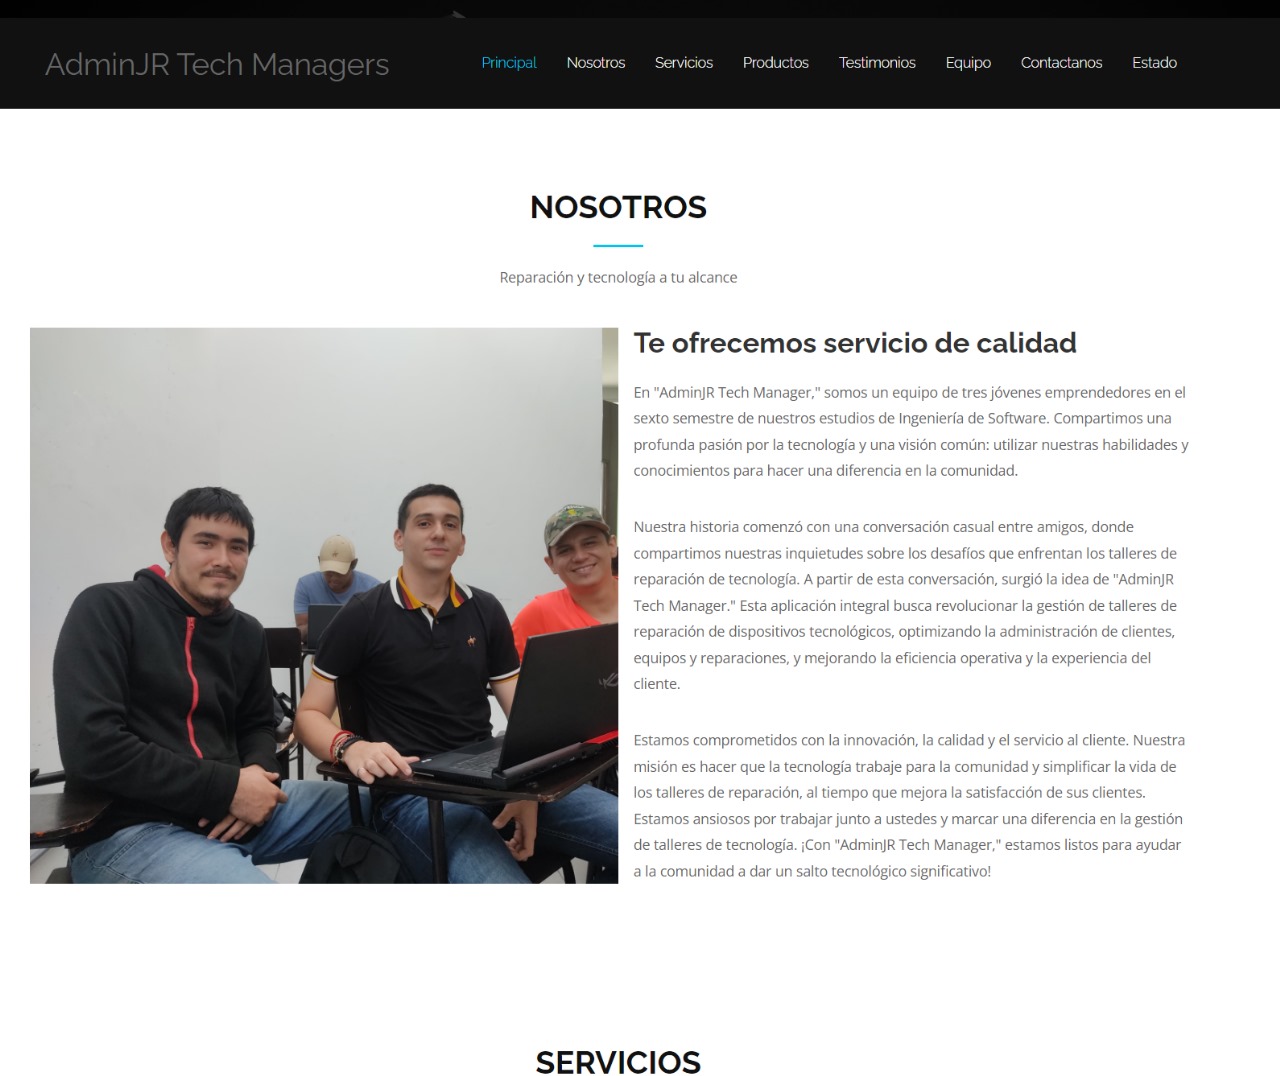 AdminJR Tech Managers
Principal Nosotros Servicios Productos Testimonios Equipo Contactanos Estado
NOSOTROS
Reparación y tecnología a tu alcance
Te ofrecemos servicio de calidad
En "AdminJR Tech Manager," somos un equipo de tres jóvenes emprendedores en el
sexto semestre de nuestros estudios de Ingeniería de Software. Compartimos una
profunda pasión por la tecnología y una visión común: utilizar nuestras habilidades y
conocimientos para hacer una diferencia en la comunidad.
Nuestra historia comenzó con una conversación casual entre amigos, donde
compartimos nuestras inquietudes sobre los desafíos que enfrentan los talleres de
reparación de tecnología. A partir de esta conversación, surgió la idea de "AdminJR
Tech Manager." Esta aplicación integral busca revolucionar la gestión de talleres de
reparación de dispositivos tecnológicos, optimizando la administración de clientes,
equipos y reparaciones, y mejorando la eficiencia operativa y la experiencia del
cliente.
Estamos comprometidos con la innovación, la calidad y el servicio al cliente. Nuestra
misión es hacer que la tecnología trabaje para la comunidad y simplificar la vida de
los talleres de reparación, al tiempo que mejora la satisfacción de sus clientes.
Estamos ansiosos por trabajar junto a ustedes y marcar una diferencia en la gestión
de talleres de tecnología. ¡Con "AdminJR Tech Manager," estamos listos para ayudar
a la comunidad a dar un salto tecnológico significativo!
SERVICIOS